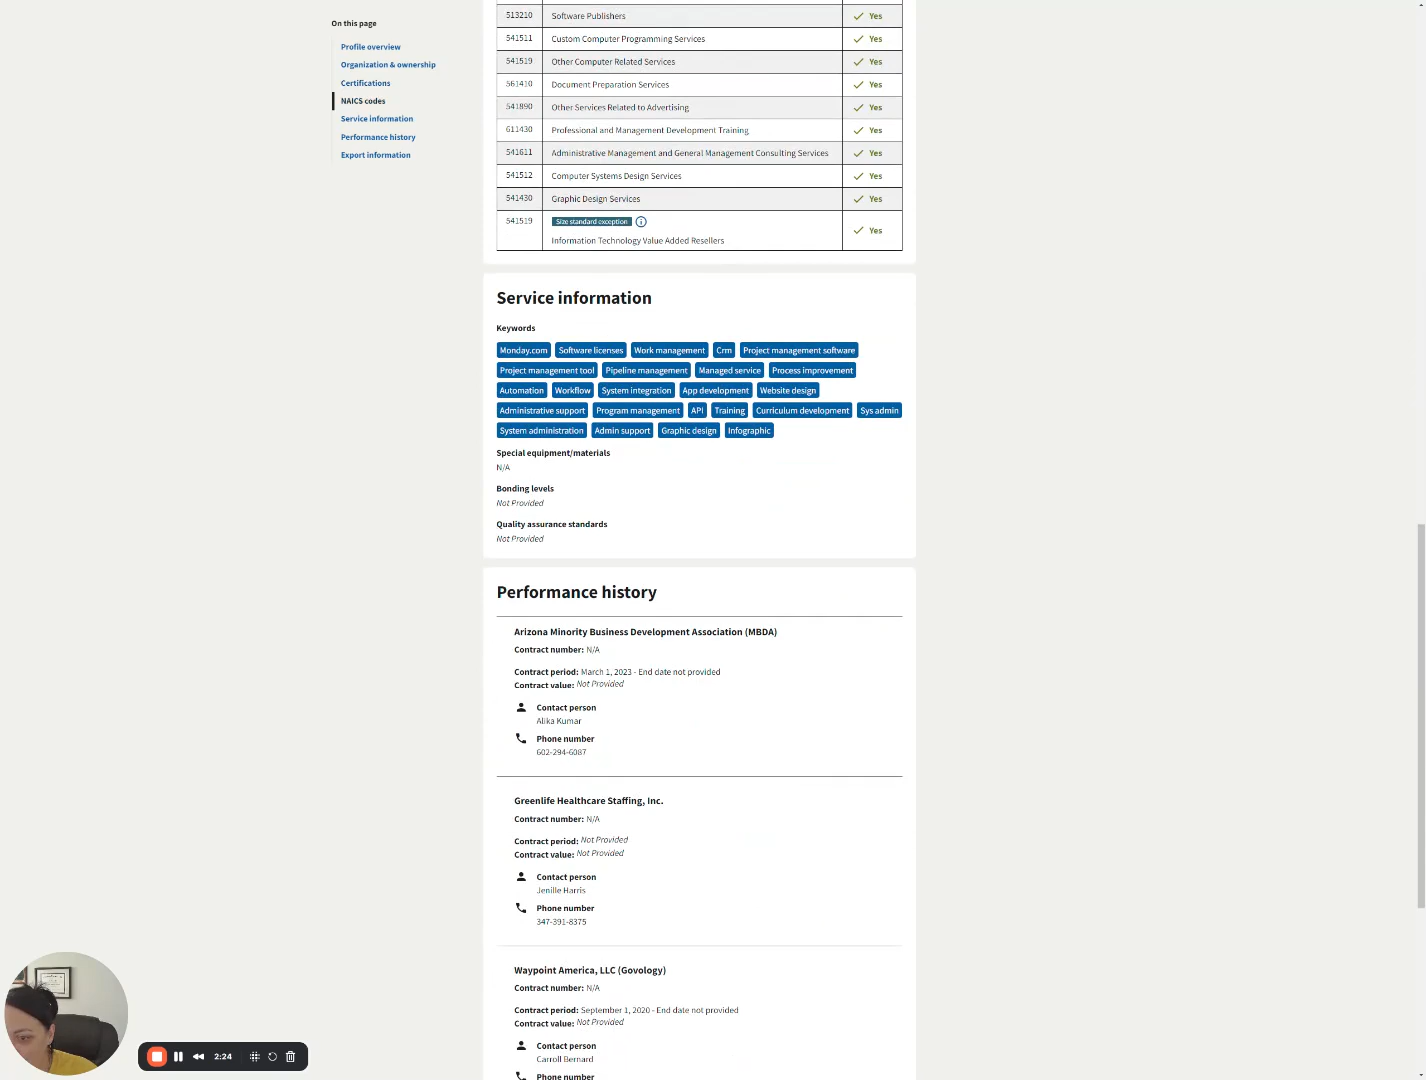 On this page
Profile overview
Organization & ownership
Certifications
NAICS codes
Service information
Performance history
Export information
513210 Software Publishers Yes
541511 Custom Computer Programming Services Yes
541519 Other Computer Related Services Yes
561410 Document Preparation Services Yes
541890 Other Services Related to Advertising Yes
611430 Professional and Management Development Training Yes
541611 Administrative Management and General Management Consulting Services Yes
541512 Computer Systems Design Services Yes
541430 Graphic Design Services Yes
541519 Size standard exception
Information Technology Value Added Resellers Yes
Service information
Keywords
Monday.com Software licenses Work management Crm Project management software
Project management tool Pipeline management Managed service Process improvement
Automation Workflow System integration App development Website design
Administrative support Program management API Training Curriculum development Sys admin
System administration Admin support Graphic design Infographic
Special equipment/materials
N/A
Bonding levels
Not Provided
Quality assurance standards
Not Provided
Performance history
Arizona Minority Business Development Association (MBDA)
Contract number: N/A
Contract period: March 1, 2023 - End date not provided
Contract value: Not Provided
Contact person
Alika Kumar
Phone number
602-294-6087
Greenlife Healthcare Staffing, Inc.
Contract number: N/A
Contract period: Not Provided
Contract value: Not Provided
Contact person
Jenille Harris
Phone number
347-391-8375
Waypoint America, LLC (Govology)
Contract number: N/A
Contract period: September 1, 2020 - End date not provided
Contract value: Not Provided
Contact person
Carroll Bernard
Phone number
2:24